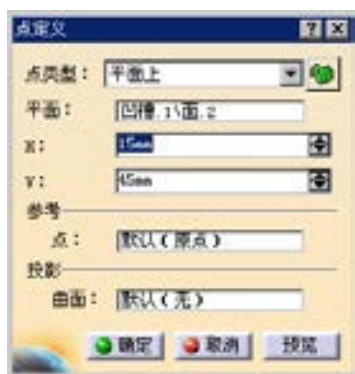 点定义
点类型： 平面上
平面： 凹槽.1\面.2
H： 15mm
V： 45mm
参考
点： 默认（原点）
投影
曲面： 默认（无）
确定 取消 预览